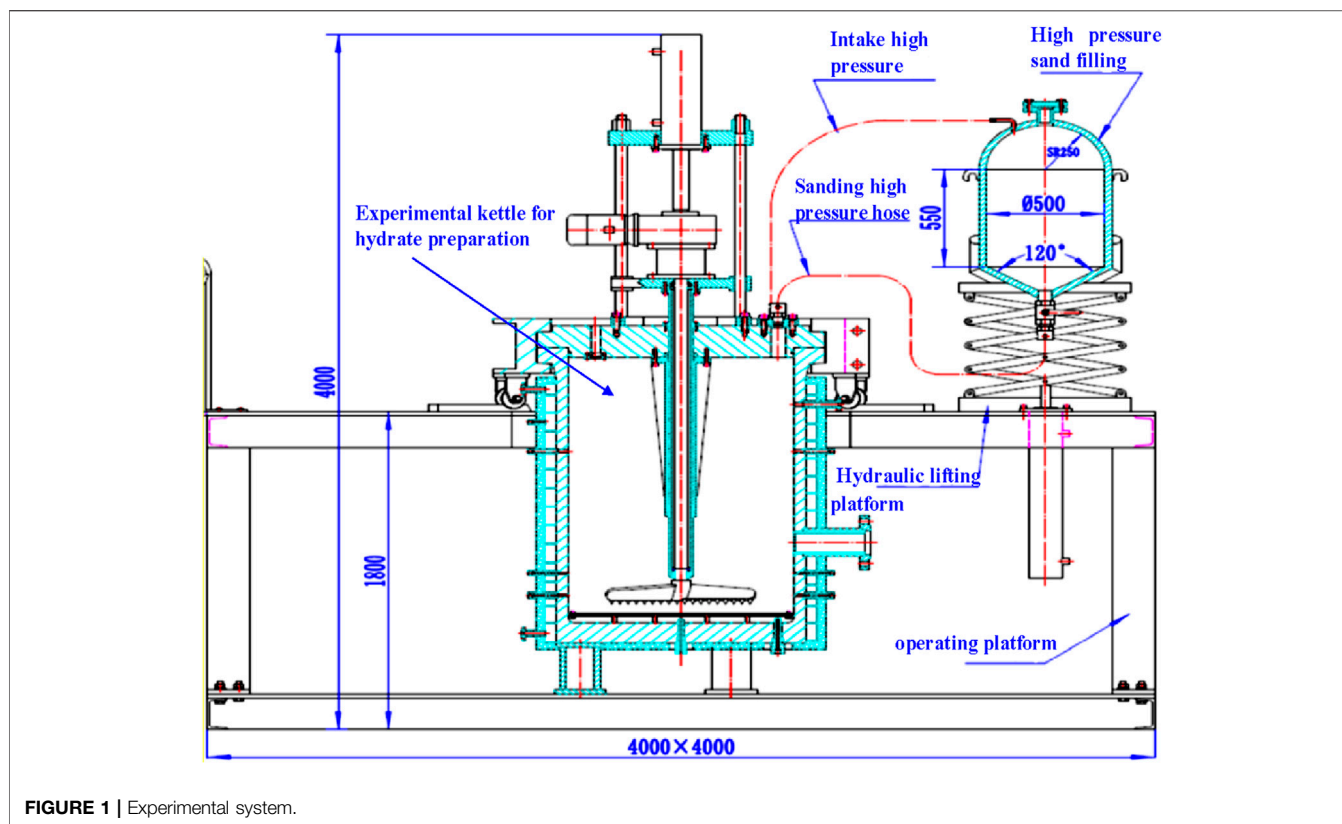 Intake high
pressure
High pressure
sand filling
SR250
Sanding high
pressure hose
Experimental kettle for
hydrate preparation
550
Ø500
120°
4000
1800
Hydraulic lifting
platform
operating platform
4000×4000
FIGURE 1 | Experimental system.